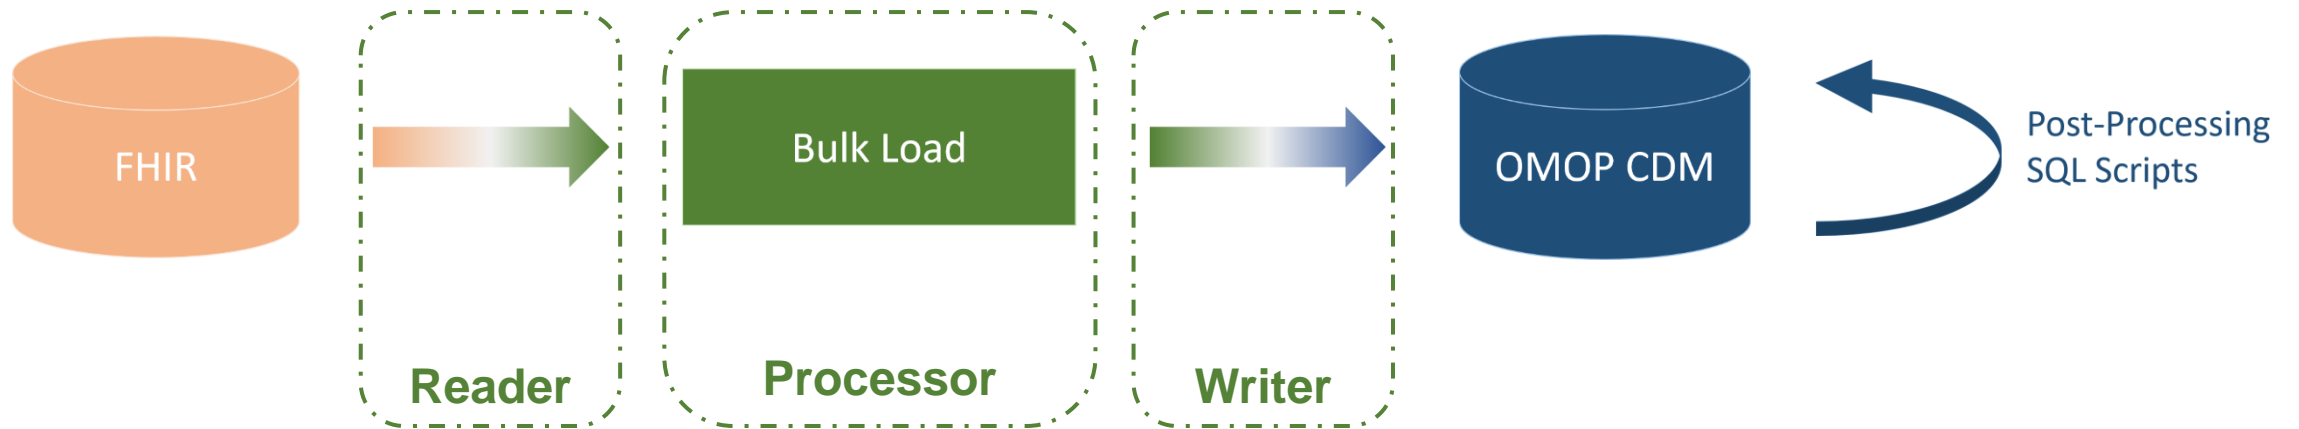 FHIR
Reader
Bulk Load
Processor
Writer
OMOP CDM
Post-Processing
SQL Scripts